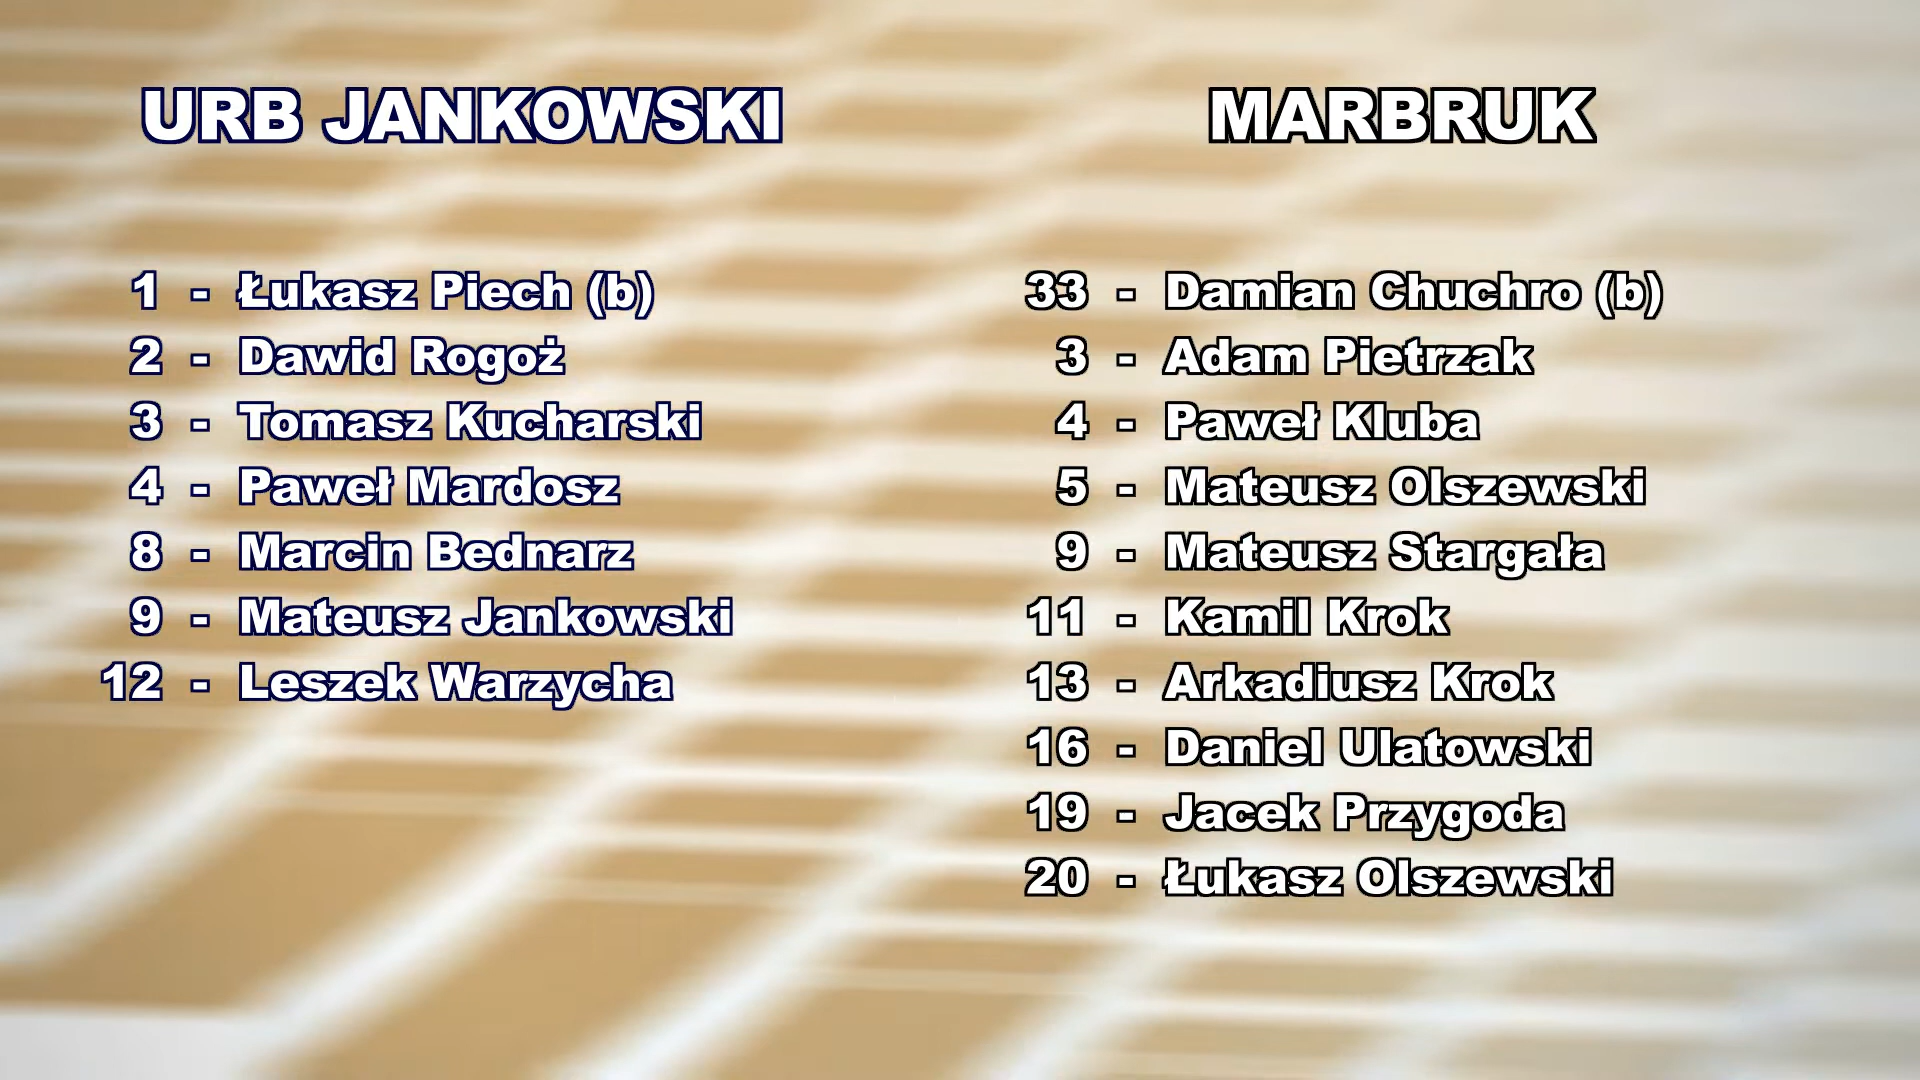 URB JANKOWSKI
1 - Łukasz Piech (b)
2 - Dawid Rogoż
3 - Tomasz Kucharski
4 - Paweł Mardosz
8 - Marcin Bednarz
9 - Mateusz Jankowski
12 - Leszek Warzycha
MARBRUK
33 - Damian Chuchro (b)
3 - Adam Pietrzak
4 - Paweł Kluba
5 - Mateusz Olszewski
9 - Mateusz Stargała
11 - Kamil Krok
13 - Arkadiusz Krok
16 - Daniel Ulatowski
19 - Jacek Przygoda
20 - Łukasz Olszewski